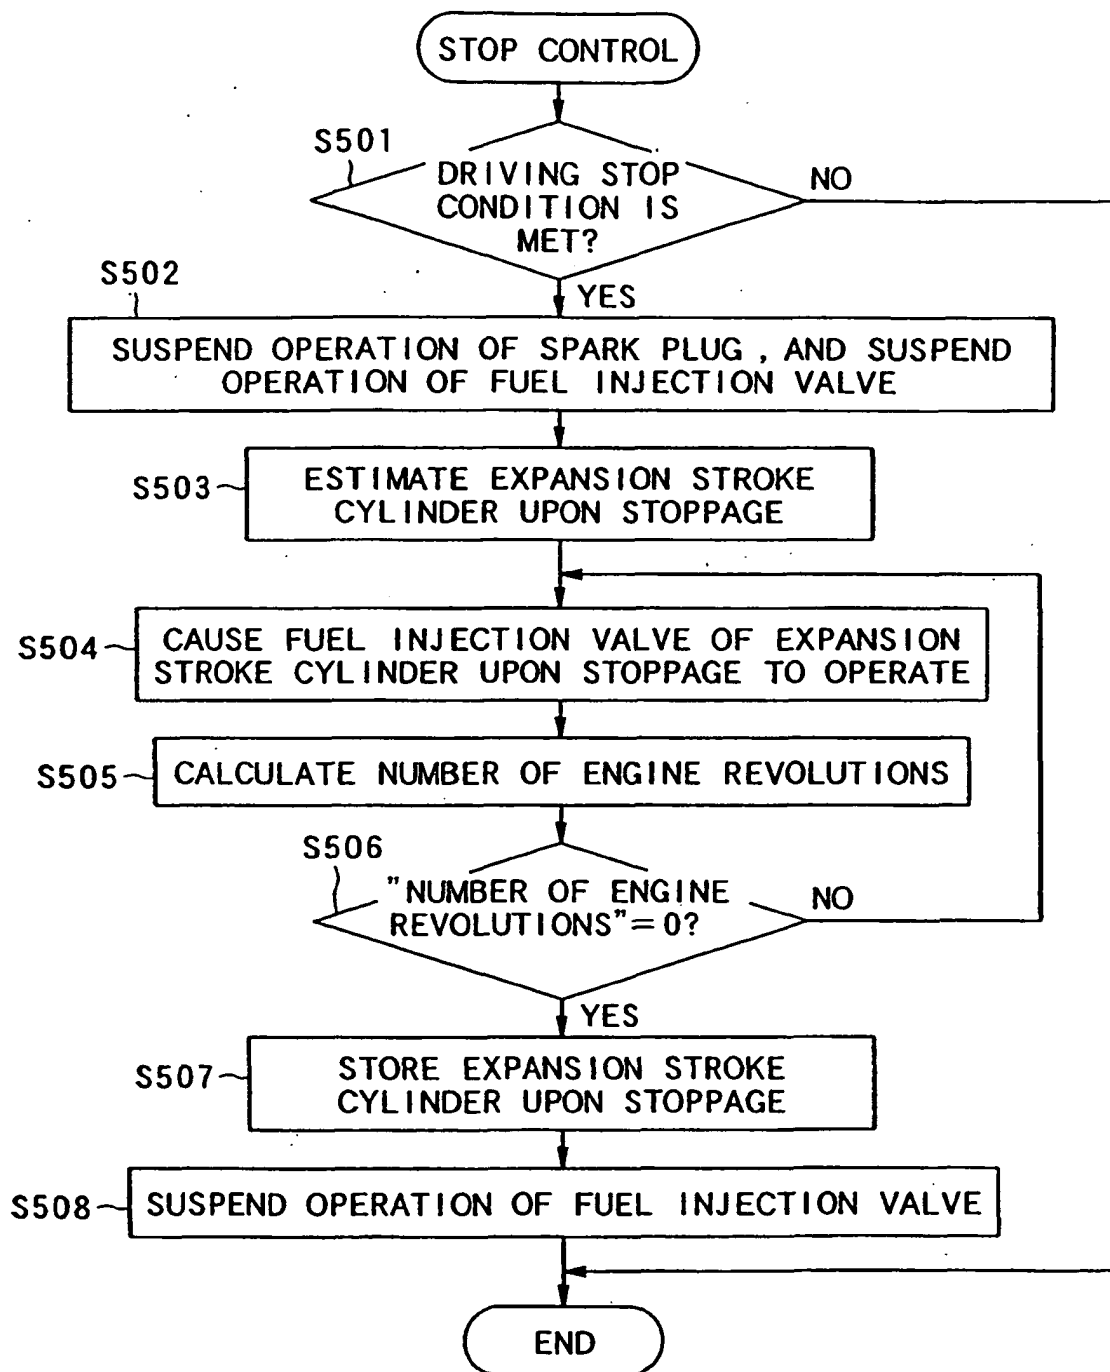 STOP CONTROL
S501
DRIVING STOP
CONDITION IS
MET?
NO
YES
S502
SUSPEND OPERATION OF SPARK PLUG, AND SUSPEND
OPERATION OF FUEL INJECTION VALVE
S503
ESTIMATE EXPANSION STROKE
CYLINDER UPON STOPPAGE
S504
CAUSE FUEL INJECTION VALVE OF EXPANSION
STROKE CYLINDER UPON STOPPAGE TO OPERATE
S505
CALCULATE NUMBER OF ENGINE REVOLUTIONS
S506
"NUMBER OF ENGINE
REVOLUTIONS"=0?
NO
YES
S507
STORE EXPANSION STROKE
CYLINDER UPON STOPPAGE
S508
SUSPEND OPERATION OF FUEL INJECTION VALVE
END